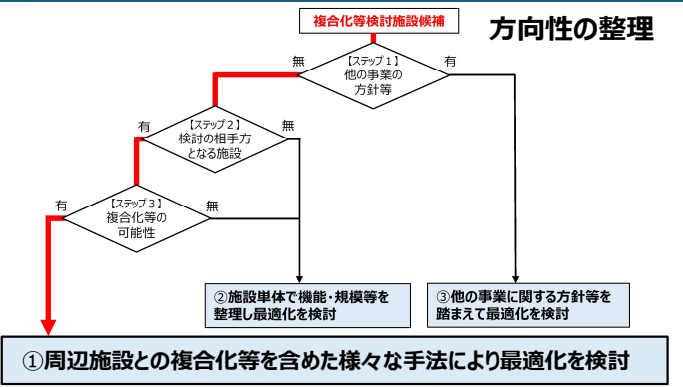 複合化等検討施設候補
方向性の整理
無
【ステップ1】
他の事業の
方針等
有
有
【ステップ2】
検討の相手方
となる施設
無
有
【ステップ3】
複合化等の
可能性
無
②施設単体で機能・規模等を
整理し最適化を検討
③他の事業に関する方針等を
踏まえて最適化を検討
①周辺施設との複合化等を含めた様々な手法により最適化を検討